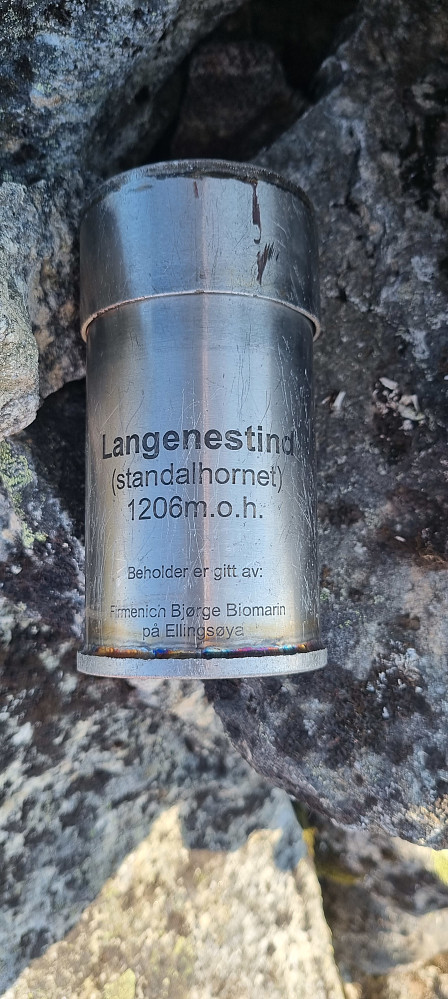 Langenestind
(standalhornet)
1206m.o.h.
Beholder er gitt av:
Firmenich Bjørge Biomarin
på Ellingsøya